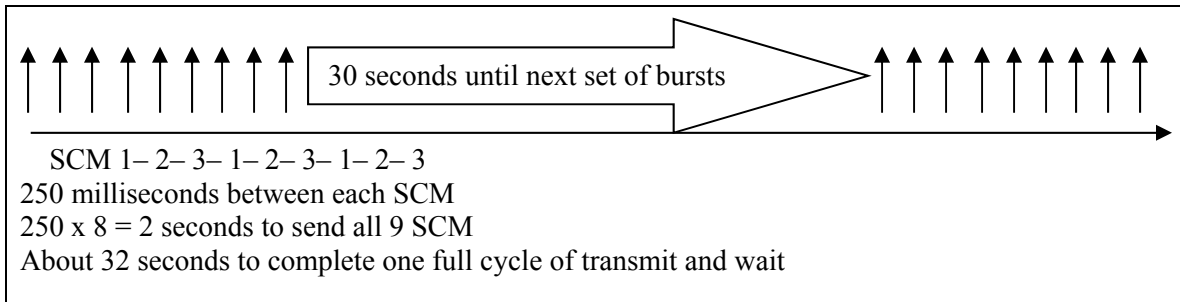 30 seconds until next set of bursts
SCM 1– 2– 3– 1– 2– 3– 1– 2– 3
250 milliseconds between each SCM
250 x 8 = 2 seconds to send all 9 SCM
About 32 seconds to complete one full cycle of transmit and wait